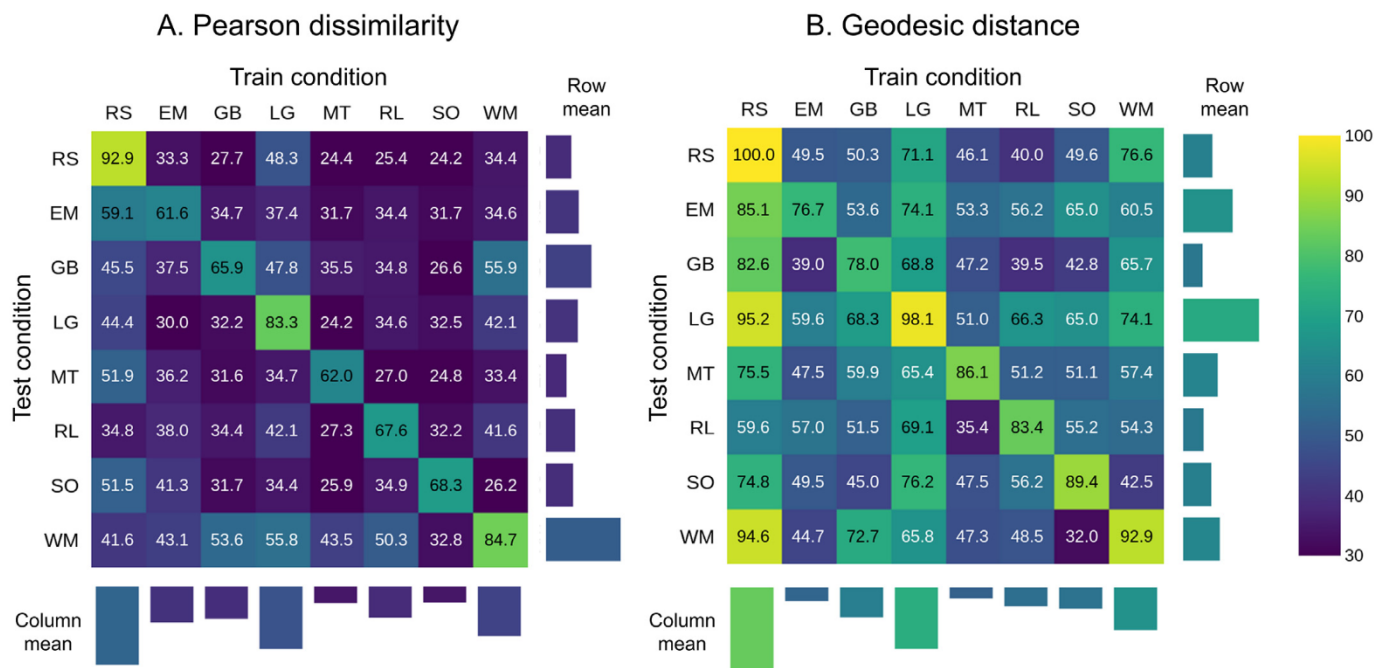 A. Pearson dissimilarity
Train condition
Row
mean
RS EM GB LG MT RL SO WM
Test condition
RS 92.9 33.3 27.7 48.3 24.4 25.4 24.2 34.4
EM 59.1 61.6 34.7 37.4 31.7 34.4 31.7 34.6
GB 45.5 37.5 65.9 47.8 35.5 34.8 26.6 55.9
LG 44.4 30.0 32.2 83.3 24.2 34.6 32.5 42.1
MT 51.9 36.2 31.6 34.7 62.0 27.0 24.8 33.4
RL 34.8 38.0 34.4 42.1 27.3 67.6 32.2 41.6
SO 51.5 41.3 31.7 34.4 25.9 34.9 68.3 26.2
WM 41.6 43.1 53.6 55.8 43.5 50.3 32.8 84.7
Column
mean
B. Geodesic distance
Train condition
Row
mean
RS EM GB LG MT RL SO WM
Test condition
RS 100.0 49.5 50.3 71.1 46.1 40.0 49.6 76.6
EM 85.1 76.7 53.6 74.1 53.3 56.2 65.0 60.5
GB 82.6 39.0 78.0 68.8 47.2 39.5 42.8 65.7
LG 95.2 59.6 68.3 98.1 51.0 66.3 65.0 74.1
MT 75.5 47.5 59.9 65.4 86.1 51.2 51.1 57.4
RL 59.6 57.0 51.5 69.1 35.4 83.4 55.2 54.3
SO 74.8 49.5 45.0 76.2 47.5 56.2 89.4 42.5
WM 94.6 44.7 72.7 65.8 47.3 48.5 32.0 92.9
Column
mean
100
90
80
70
60
50
40
30